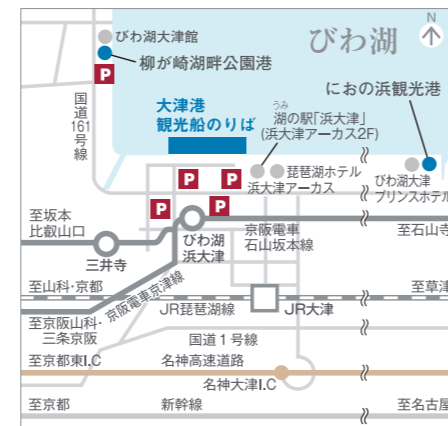 N
びわ湖大津館
柳が崎湖畔公園港
びわ湖
P
国道161号線
大津港
観光船のりば
うみ
湖の駅「浜大津」
(浜大津アーカス2F)
におの浜観光港
琵琶湖ホテル
浜大津アーカス
びわ湖大津
プリンスホテル
P
P
P
P
至坂本
比叡山口
三井寺
びわ湖
浜大津
京阪電車
石山坂本線
至石山寺
至山科・京都
京阪電車京津線
JR琵琶湖線
JR大津
至草津
至京阪山科・
三条京阪
国道1号線
至京都東I.C
名神高速道路
名神大津I.C
至京都
新幹線
至名古屋